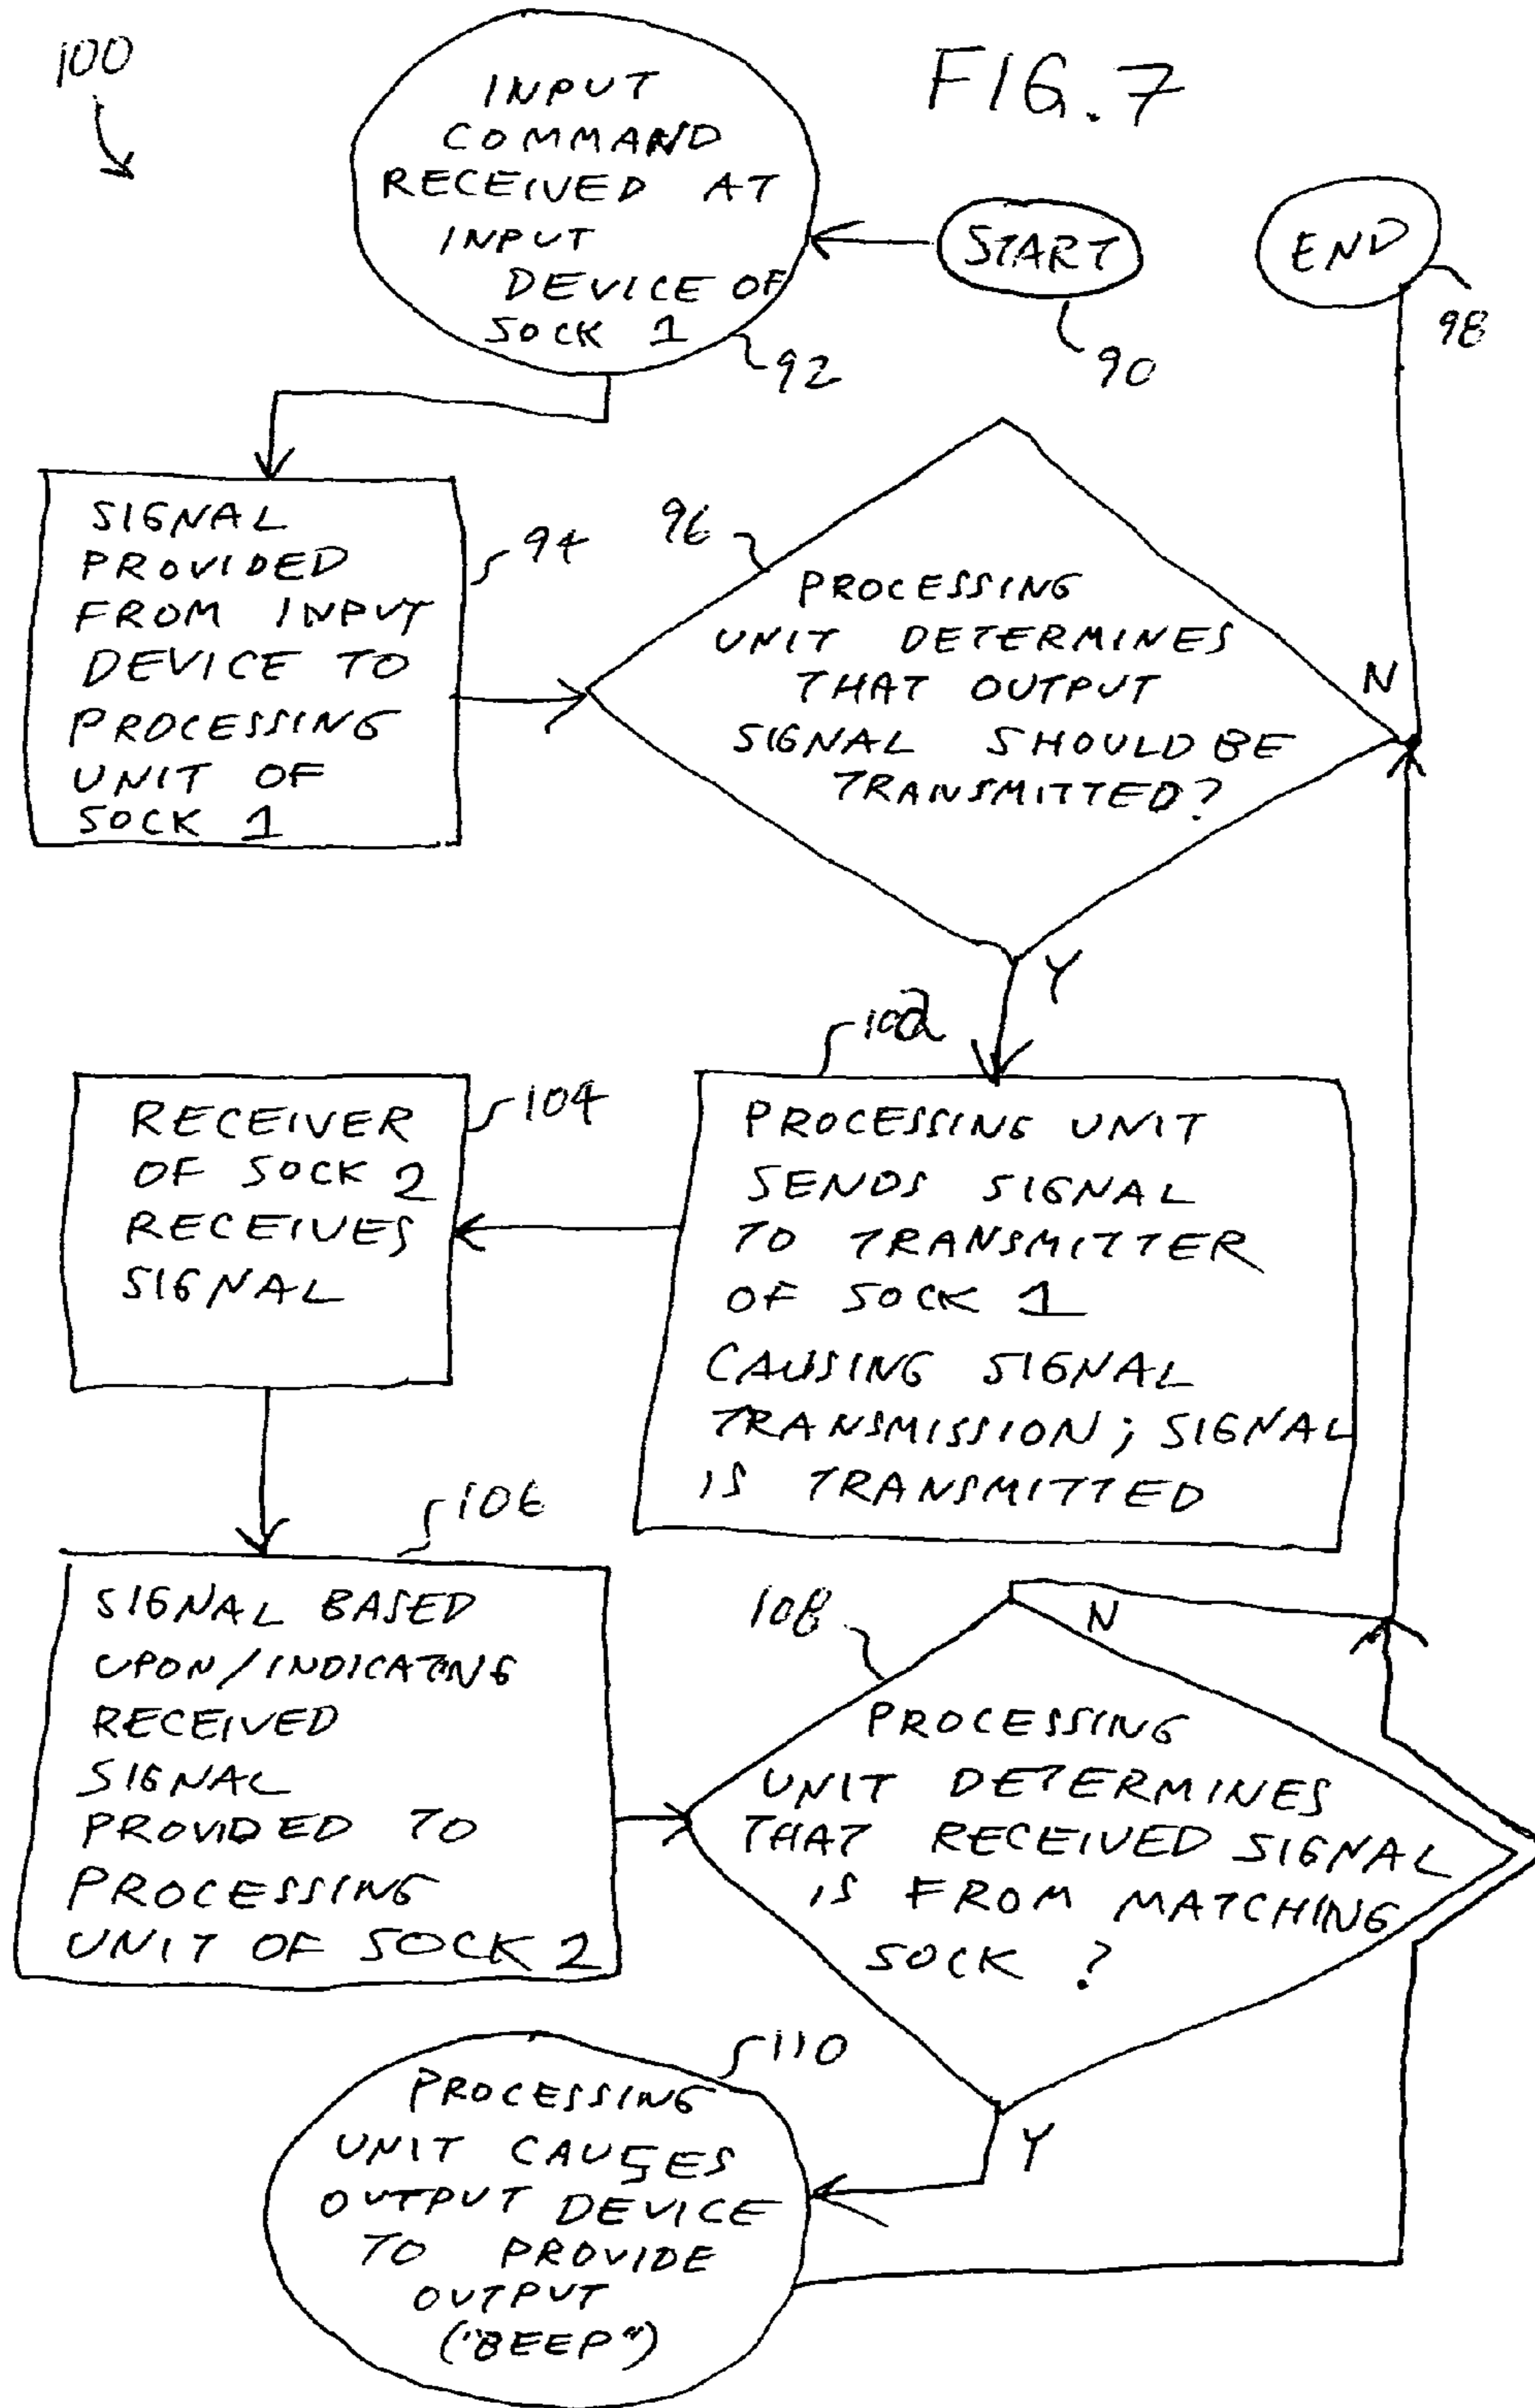 100
FIG. 7
INPUT
COMMAND
RECEIVED AT
INPUT
DEVICE OF
SOCK 1
92
START
90
END
98
SIGNAL
PROVIDED
FROM INPUT
DEVICE TO
PROCESSING
UNIT OF
SOCK 1
94
96
PROCESSING
UNIT DETERMINES
THAT OUTPUT
SIGNAL SHOULD BE
TRANSMITTED?
N
Y
102
PROCESSING UNIT
SENDS SIGNAL
TO TRANSMITTER
OF SOCK 1
CAUSING SIGNAL
TRANSMISSION; SIGNAL
IS TRANSMITTED
104
RECEIVER
OF SOCK 2
RECEIVES
SIGNAL
106
SIGNAL BASED
UPON/INDICATING
RECEIVED
SIGNAL
PROVIDED TO
PROCESSING
UNIT OF SOCK 2
108
N
PROCESSING
UNIT DETERMINES
THAT RECEIVED SIGNAL
IS FROM MATCHING
SOCK ?
Y
110
PROCESSING
UNIT CAUSES
OUTPUT DEVICE
TO PROVIDE
OUTPUT
("BEEP")